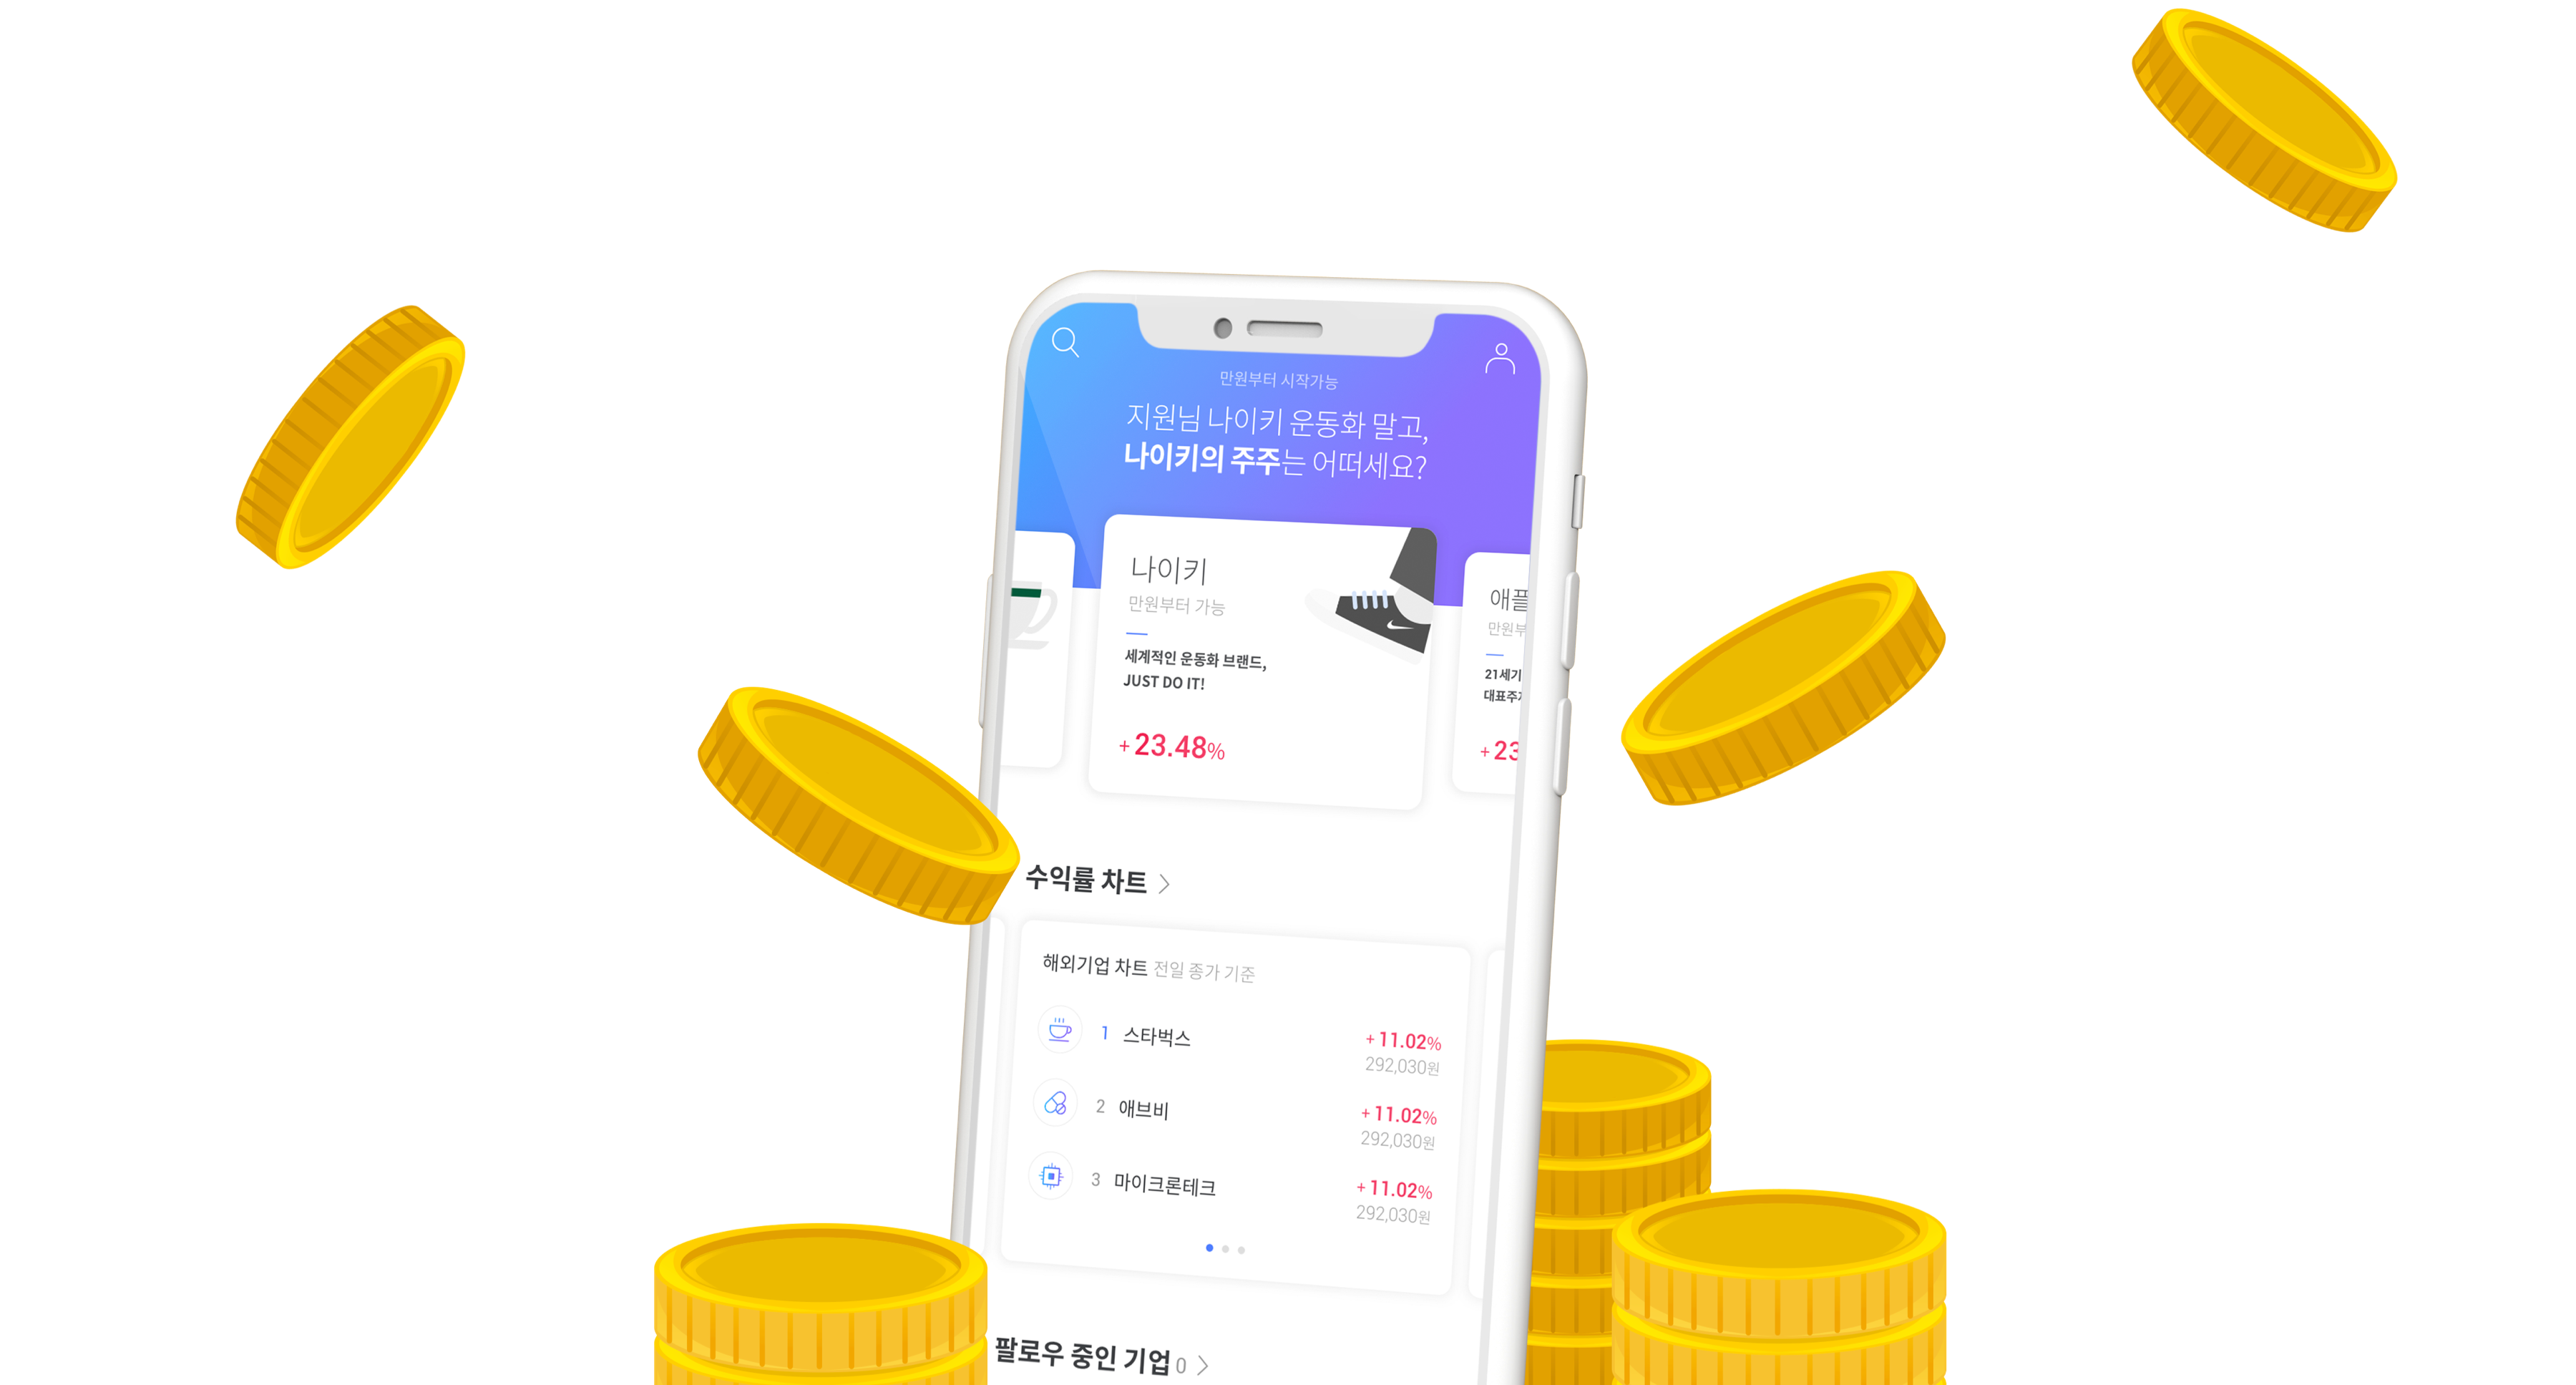 만원부터 시작가능
지원님 나이키 운동화 말고,
나이키의 주주는 어떠세요?
나이키
만원부터 가능
세계적인 운동화 브랜드,
JUST DO IT!
+ 23.48%
애플
만원부
21세기
대표주자
+ 23
수익률 차트 >
해외기업 차트 전일 종가 기준
1 스타벅스 + 11.02%
292,030원
2 애브비 + 11.02%
292,030원
3 마이크론테크 + 11.02%
292,030원
팔로우 중인 기업 0 >